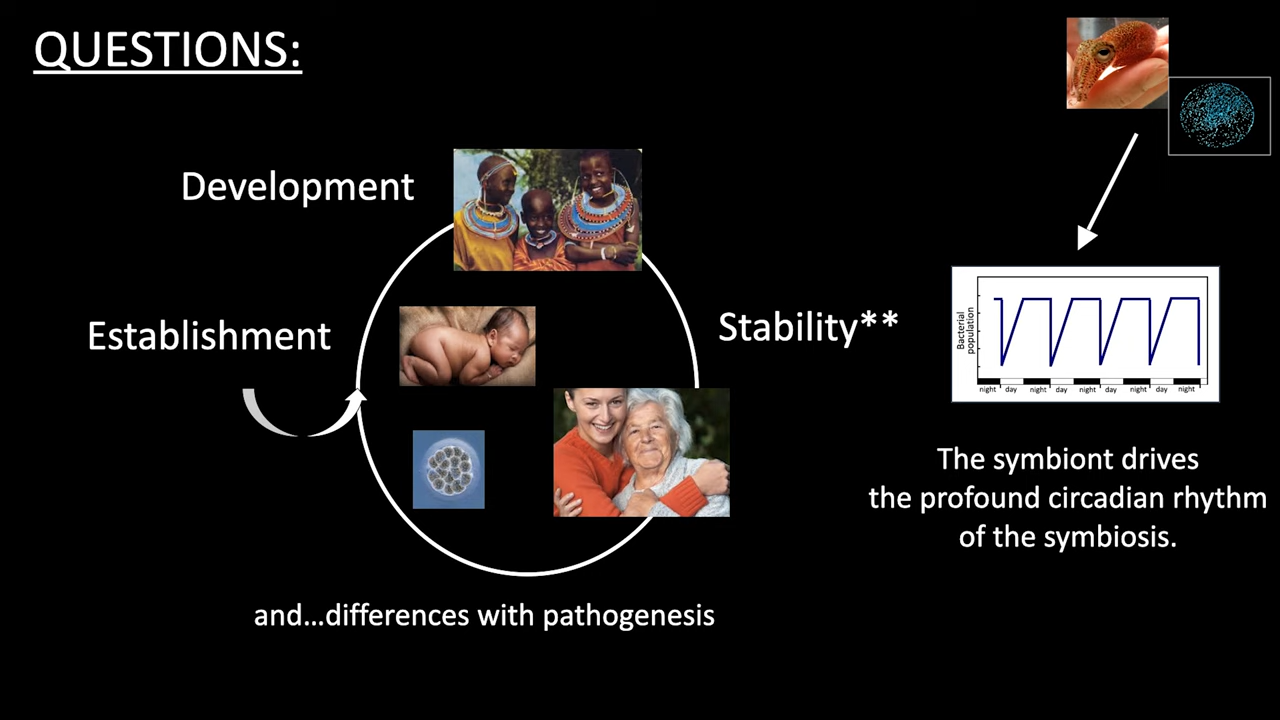 QUESTIONS:
Development
Establishment
Stability**
Bacterial
population
night day night day night day night day night
The symbiont drives
the profound circadian rhythm
of the symbiosis.
and…differences with pathogenesis